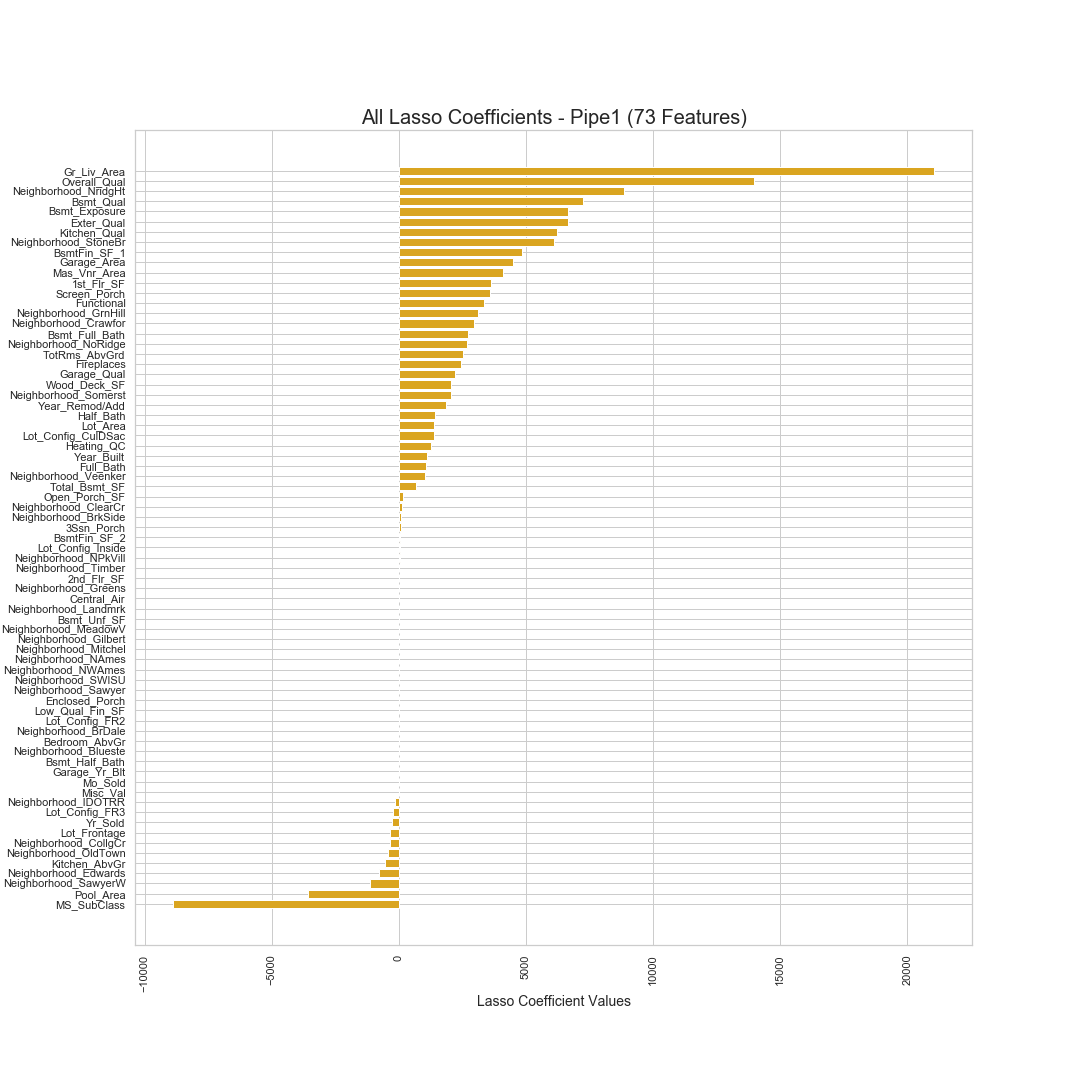 All Lasso Coefficients - Pipe1 (73 Features)
Gr_Liv_Area
Overall_Qual
Neighborhood_NridgHt
Bsmt_Qual
Bsmt_Exposure
Exter_Qual
Kitchen_Qual
Neighborhood_StoneBr
BsmtFin_SF_1
Garage_Area
Mas_Vnr_Area
1st_Flr_SF
Screen_Porch
Functional
Neighborhood_GrnHill
Neighborhood_Crawfor
Bsmt_Full_Bath
Neighborhood_NoRidge
TotRms_AbvGrd
Fireplaces
Garage_Qual
Wood_Deck_SF
Neighborhood_Somerst
Year_Remod/Add
Half_Bath
Lot_Area
Lot_Config_CulDSac
Heating_QC
Year_Built
Full_Bath
Neighborhood_Veenker
Total_Bsmt_SF
Open_Porch_SF
Neighborhood_ClearCr
Neighborhood_BrkSide
3Ssn_Porch
BsmtFin_SF_2
Lot_Config_Inside
Neighborhood_NPkVill
Neighborhood_Timber
2nd_Flr_SF
Neighborhood_Greens
Central_Air
Neighborhood_Landmrk
Bsmt_Unf_SF
Neighborhood_MeadowV
Neighborhood_Gilbert
Neighborhood_Mitchel
Neighborhood_NAmes
Neighborhood_NWAmes
Neighborhood_SWISU
Neighborhood_Sawyer
Enclosed_Porch
Low_Qual_Fin_SF
Lot_Config_FR2
Neighborhood_BrDale
Bedroom_AbvGr
Neighborhood_Blueste
Bsmt_Half_Bath
Garage_Yr_Blt
Mo_Sold
Misc_Val
Neighborhood_IDOTRR
Lot_Config_FR3
Yr_Sold
Lot_Frontage
Neighborhood_CollgCr
Neighborhood_OldTown
Kitchen_AbvGr
Neighborhood_Edwards
Neighborhood_SawyerW
Pool_Area
MS_SubClass
−10000 −5000 0 5000 10000 15000 20000
Lasso Coefficient Values